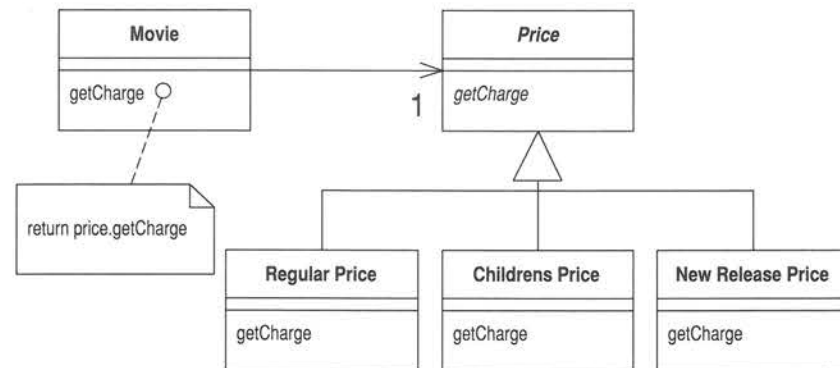 Movie
Price
getCharge
1
getCharge
return price.getCharge
Regular Price
Childrens Price
New Release Price
getCharge
getCharge
getCharge